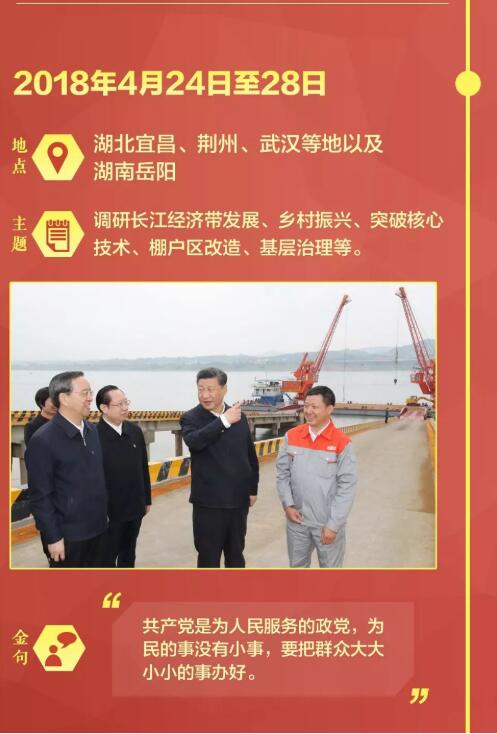 2018年4月24日至28日
地点
湖北宜昌、荆州、武汉等地以及
湖南岳阳
主题
调研长江经济带发展、乡村振兴、突破核心
技术、棚户区改造、基层治理等。
金句
“
共产党是为人民服务的政党，为
民的事没有小事，要把群众大大
小小的事办好。
”